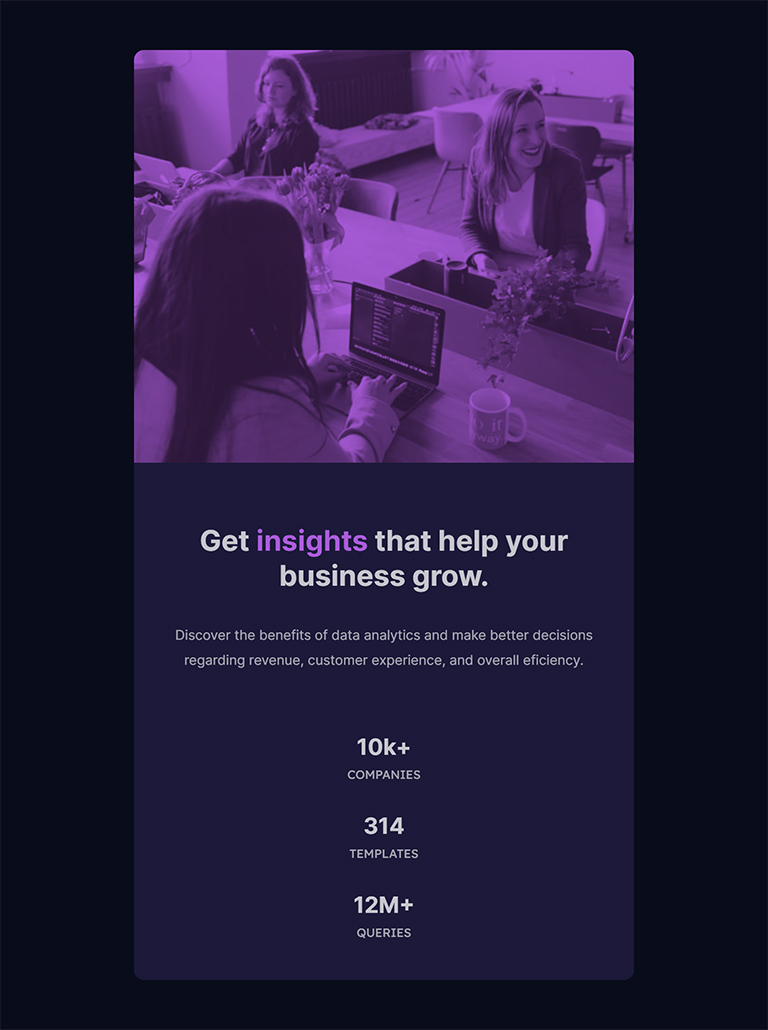 Get insights that help your
business grow.
Discover the benefits of data analytics and make better decisions
regarding revenue, customer experience, and overall eficiency.
10k+
COMPANIES
314
TEMPLATES
12M+
QUERIES